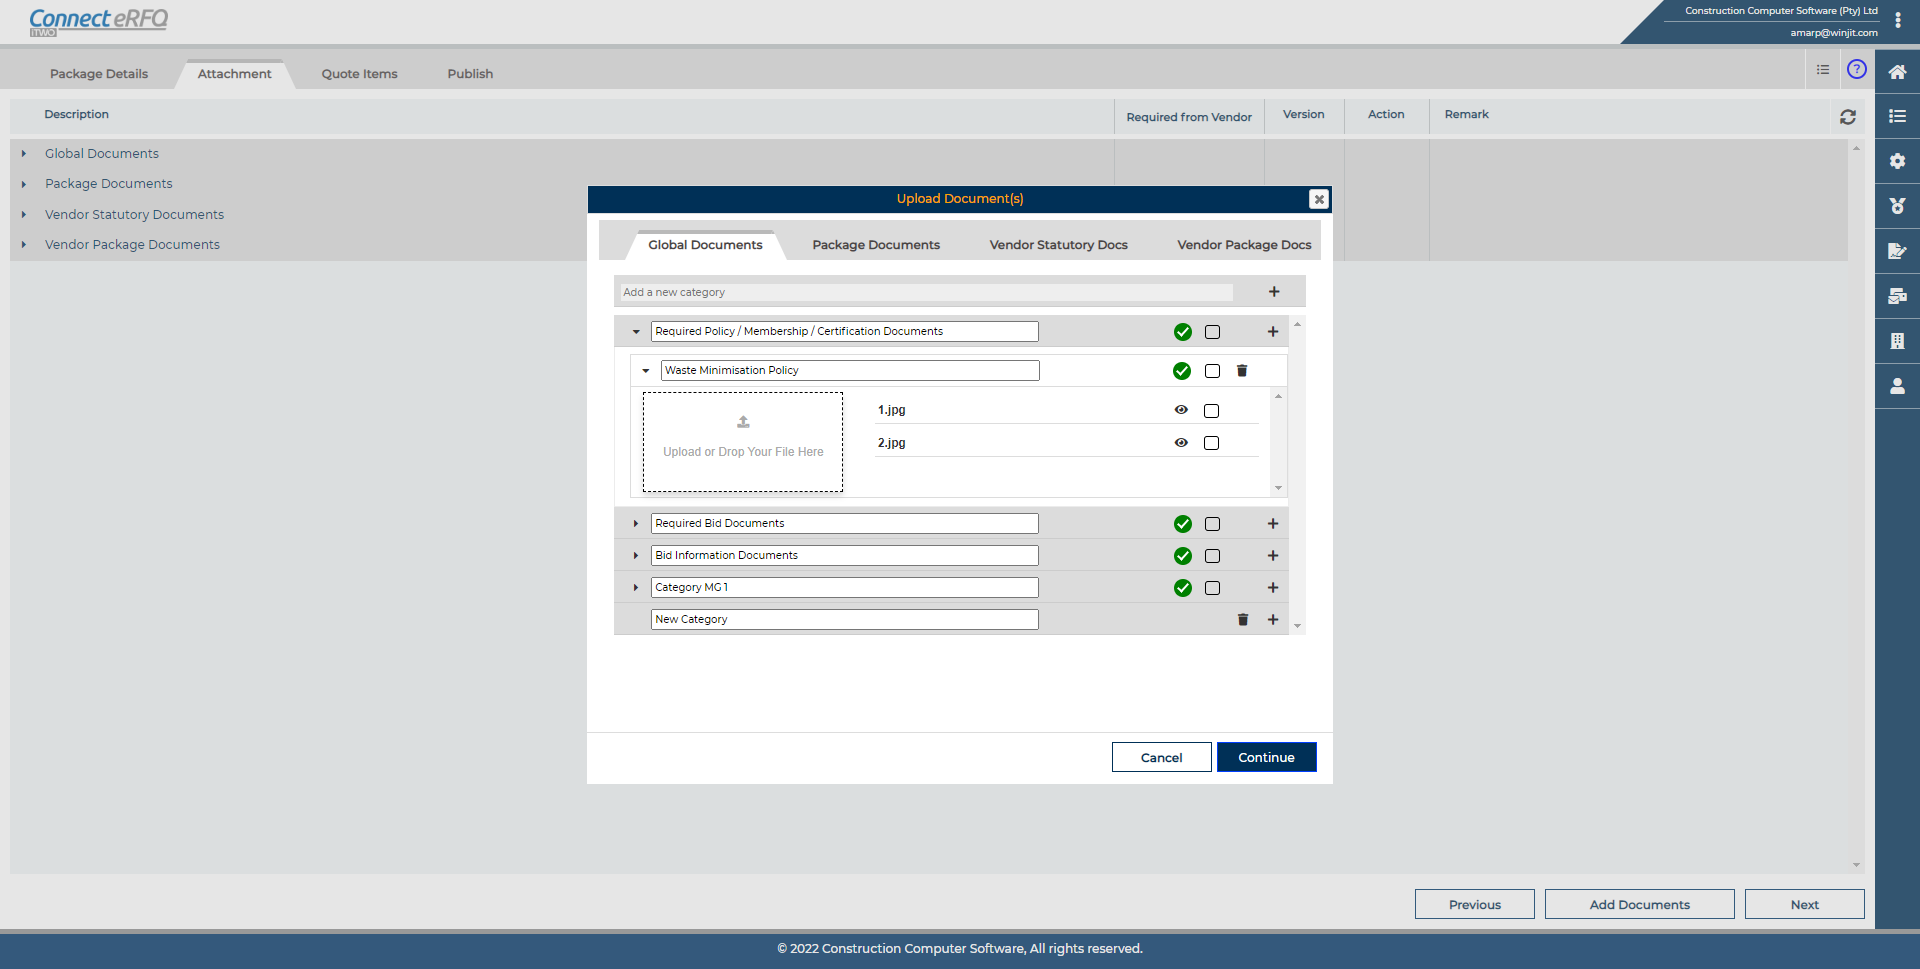 Connect eRFQ
iTWO
Construction Computer Software (Pty) Ltd
amarp@winjit.com
Package Details
Attachment
Quote Items
Publish
?
Description
Required from Vendor
Version
Action
Remark
Global Documents
Package Documents
Vendor Statutory Documents
Vendor Package Documents
Upload Document(s)
Global Documents
Package Documents
Vendor Statutory Docs
Vendor Package Docs
Add a new category
Required Policy / Membership / Certification Documents
Waste Minimisation Policy
Upload or Drop Your File Here
1.jpg
2.jpg
Required Bid Documents
Bid Information Documents
Category MG 1
New Category
Cancel
Continue
Previous
Add Documents
Next
© 2022 Construction Computer Software, All rights reserved.